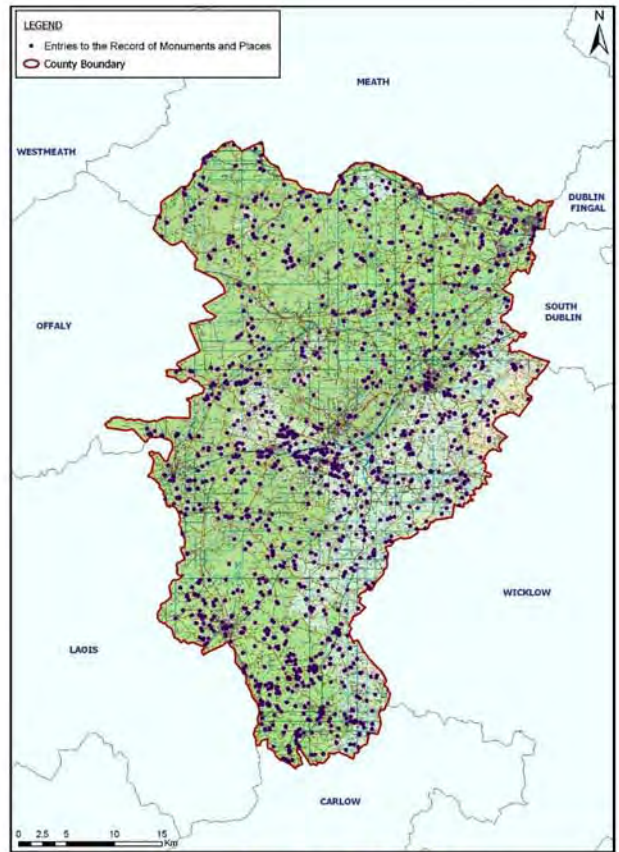 LEGEND
Entries to the Record of Monuments and Places
County Boundary
N
MEATH
WESTMEATH
DUBLIN
FINGAL
SOUTH
DUBLIN
OFFALY
WICKLOW
LAOIS
CARLOW
0 2.5 5 10 15
Km